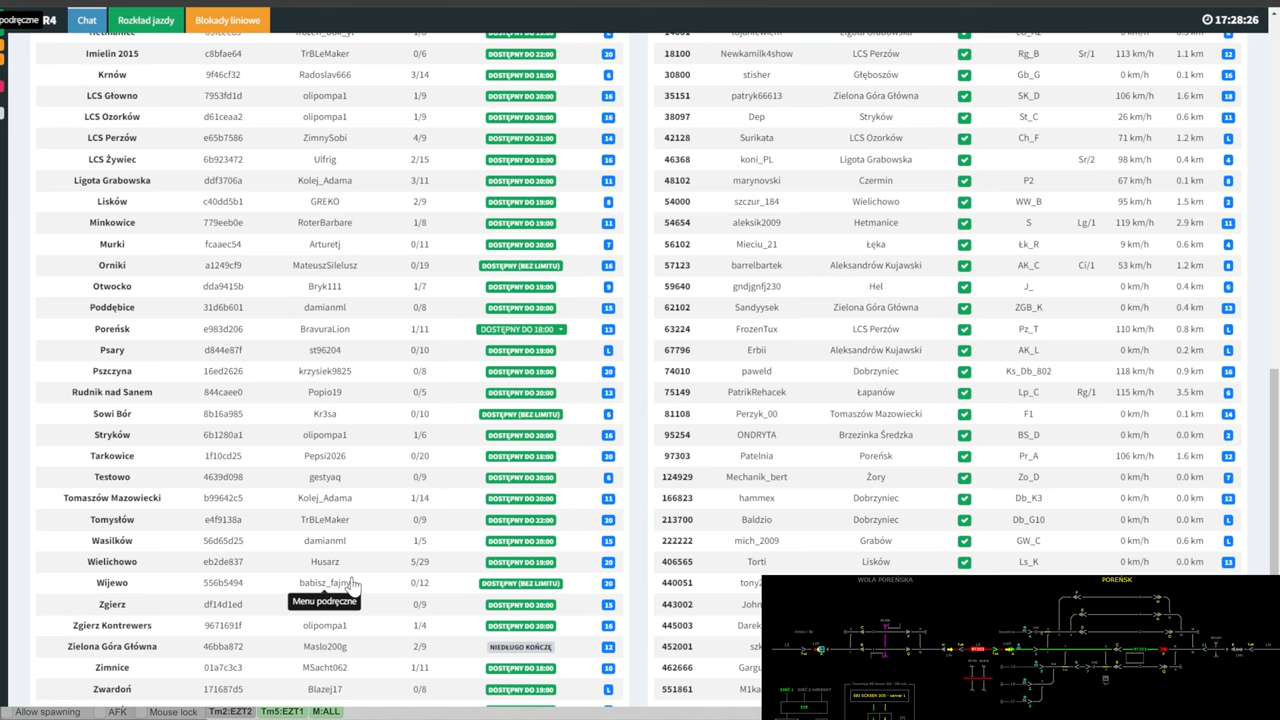 podręczne R4 Chat Rozkład jazdy Blokady liniowe 17:28:26
Imielin 2015 c8bfae64 TrBLeMaker 0/6 DOSTĘPNY DO 22:00 20
Krnów 9f46cf32 Radoslav666 3/14 DOSTĘPNY DO 18:00 6
LCS Głowno 7953fd1d olipompa1 1/9 DOSTĘPNY DO 20:00 16
LCS Ozorków d61ceaa2 olipompa1 1/9 DOSTĘPNY DO 20:00 16
LCS Perzów e65b7586 ZimnySobi 4/9 DOSTĘPNY DO 21:00 14
LCS Żywiec 6b923472 Ulfrig 2/15 DOSTĘPNY DO 19:00 16
Ligota Grabowska ddf3706a Kolej_Adama 3/11 DOSTĘPNY DO 20:00 11
Lisków c40dd5b1 GREKO 2/9 DOSTĘPNY DO 19:00 8
Minkowice 779eeb0e RoterBarbare 1/8 DOSTĘPNY DO 19:00 11
Murki fcaaec54 Arturetj 0/11 DOSTĘPNY DO 20:00 7
Orniki a1249cf9 MateuszSilelusz 0/19 DOSTĘPNY (BEZ LIMITU) 16
Otwocko dda9415b Bryk111 1/7 DOSTĘPNY DO 19:00 9
Poddębice 31d6b601 damianml 0/8 DOSTĘPNY DO 20:00 15
Poreńsk e983d206 BravuraLion 1/11 DOSTĘPNY DO 18:00 13
Psary d844e87f st96204 0/10 DOSTĘPNY DO 19:00 L
Pszczyna 16ed2626 krzysiek9825 0/8 DOSTĘPNY DO 19:00 20
Rudnik nad Sanem 844caee0 Popio19 0/5 DOSTĘPNY DO 20:00 13
Sowi Bór 8b16a985 Kr3sa 0/10 DOSTĘPNY (BEZ LIMITU) 6
Stryków 6b1280a1 olipompa1 1/6 DOSTĘPNY DO 20:00 16
Tarkowice 1f10cd25 Pepsi2026 0/20 DOSTĘPNY DO 18:00 20
Testowo 4639d098 gestyaq 0/9 DOSTĘPNY DO 20:00 6
Tomaszów Mazowiecki b99642c5 Kolej_Adama 1/14 DOSTĘPNY DO 20:00 11
Tomysłów e4f9138a TrBLeMaker 0/9 DOSTĘPNY DO 22:00 20
Wasilków 56d65d25 damianml 1/5 DOSTĘPNY DO 20:00 15
Wielichowo eb2de837 Husarz 5/29 DOSTĘPNY DO 18:00 20
Wijewo 556b5494 0/12 DOSTĘPNY (BEZ LIMITU) 20
Menu podręczne
Zgierz df14d1ed 0/9 DOSTĘPNY DO 20:00 15
Zgierz Kontrewers 9671691f olipompa1 1/4 DOSTĘPNY DO 20:00 16
Zielona Góra Główna 46bba872 3/9 NIEDŁUGO KOŃCZĘ 12
Zimnice 01a7c3c3 Jacht062 0/4 DOSTĘPNY DO 18:00 10
Zwardoń 0/8 DOSTĘPNY DO 19:00 L
18100 Newkamilk4show LCS Perzów Rg_B Sr/1 113 km/h 1.1 km 12
30800 stisher Głęboszów Gb_G 0 km/h 0.1 km 16
35151 patryk66613 Zielona Góra Główna SK_D 106 km/h 1.6 km 18
38097 Dep Stryków St_C 26 km/h 0.6 km 11
42128 Surikata LCS Ozorków Ch_F 71 km/h 1.2 km L
46368 koni_PL Ligota Grabowska Sr/2 98 km/h 0.4 km 4
48102 marynovski Czermin P2 67 km/h 0.1 km 8
54000 szczur_184 Wielichowo WW_B 95 km/h 1.5 km 2
54654 aleksik2009 Hetmanice S Lg/1 119 km/h 2.9 km 11
56102 Mieciu_21 Łęka Łk_R 9 km/h 0.6 km 4
57123 barrelbartek Aleksandrów Kujawski AK_C Ci/1 53 km/h 1.2 km 8
59640 gndjgnfj230 Hel J_ 0 km/h 0.4 km 6
62102 Sandyysek Zielona Góra Główna ZGB_K 0 km/h 0.6 km 13
63224 FrozenTux LCS Perzów Pz_T 110 km/h 0.8 km L
67796 Erbii Aleksandrów Kujawski AK_L 0 km/h 0.2 km L
74010 paweld Dobrzyniec Ks_Db_802 118 km/h 0.9 km 16
75149 PatrikRehacek Łapanów Lp_C Rg/1 115 km/h 3.5 km 6
81108 Perzyk_00 Tomaszów Mazowiecki F1 0 km/h 0.1 km 14
95254 ONDRYTA Brzezinka Średzka BS_D 0 km/h 0.0 km 2
97303 Patelnia Poreńsk Pr_A 106 km/h 1.6 km 12
124929 Mechanik_bert Żory Zo_D 0 km/h 0.0 km 7
166823 hammex Dobrzyniec Db_K3 0 km/h 0.0 km 12
213700 Baldzio Dobrzyniec Db_G10 0 km/h 0.0 km L
222222 mich_2009 Grabów GW_C 0 km/h 0.0 km L
406565 Torti Lisków Ls_K 0 km/h 0.0 km 13
440051
443002
445003
452001
462666
551861
WOLA POREŃSKA POREŃSK
Allow spawning AFK Mouse lock Tm2:EZT2 Tm5:EZT1 M:ALL